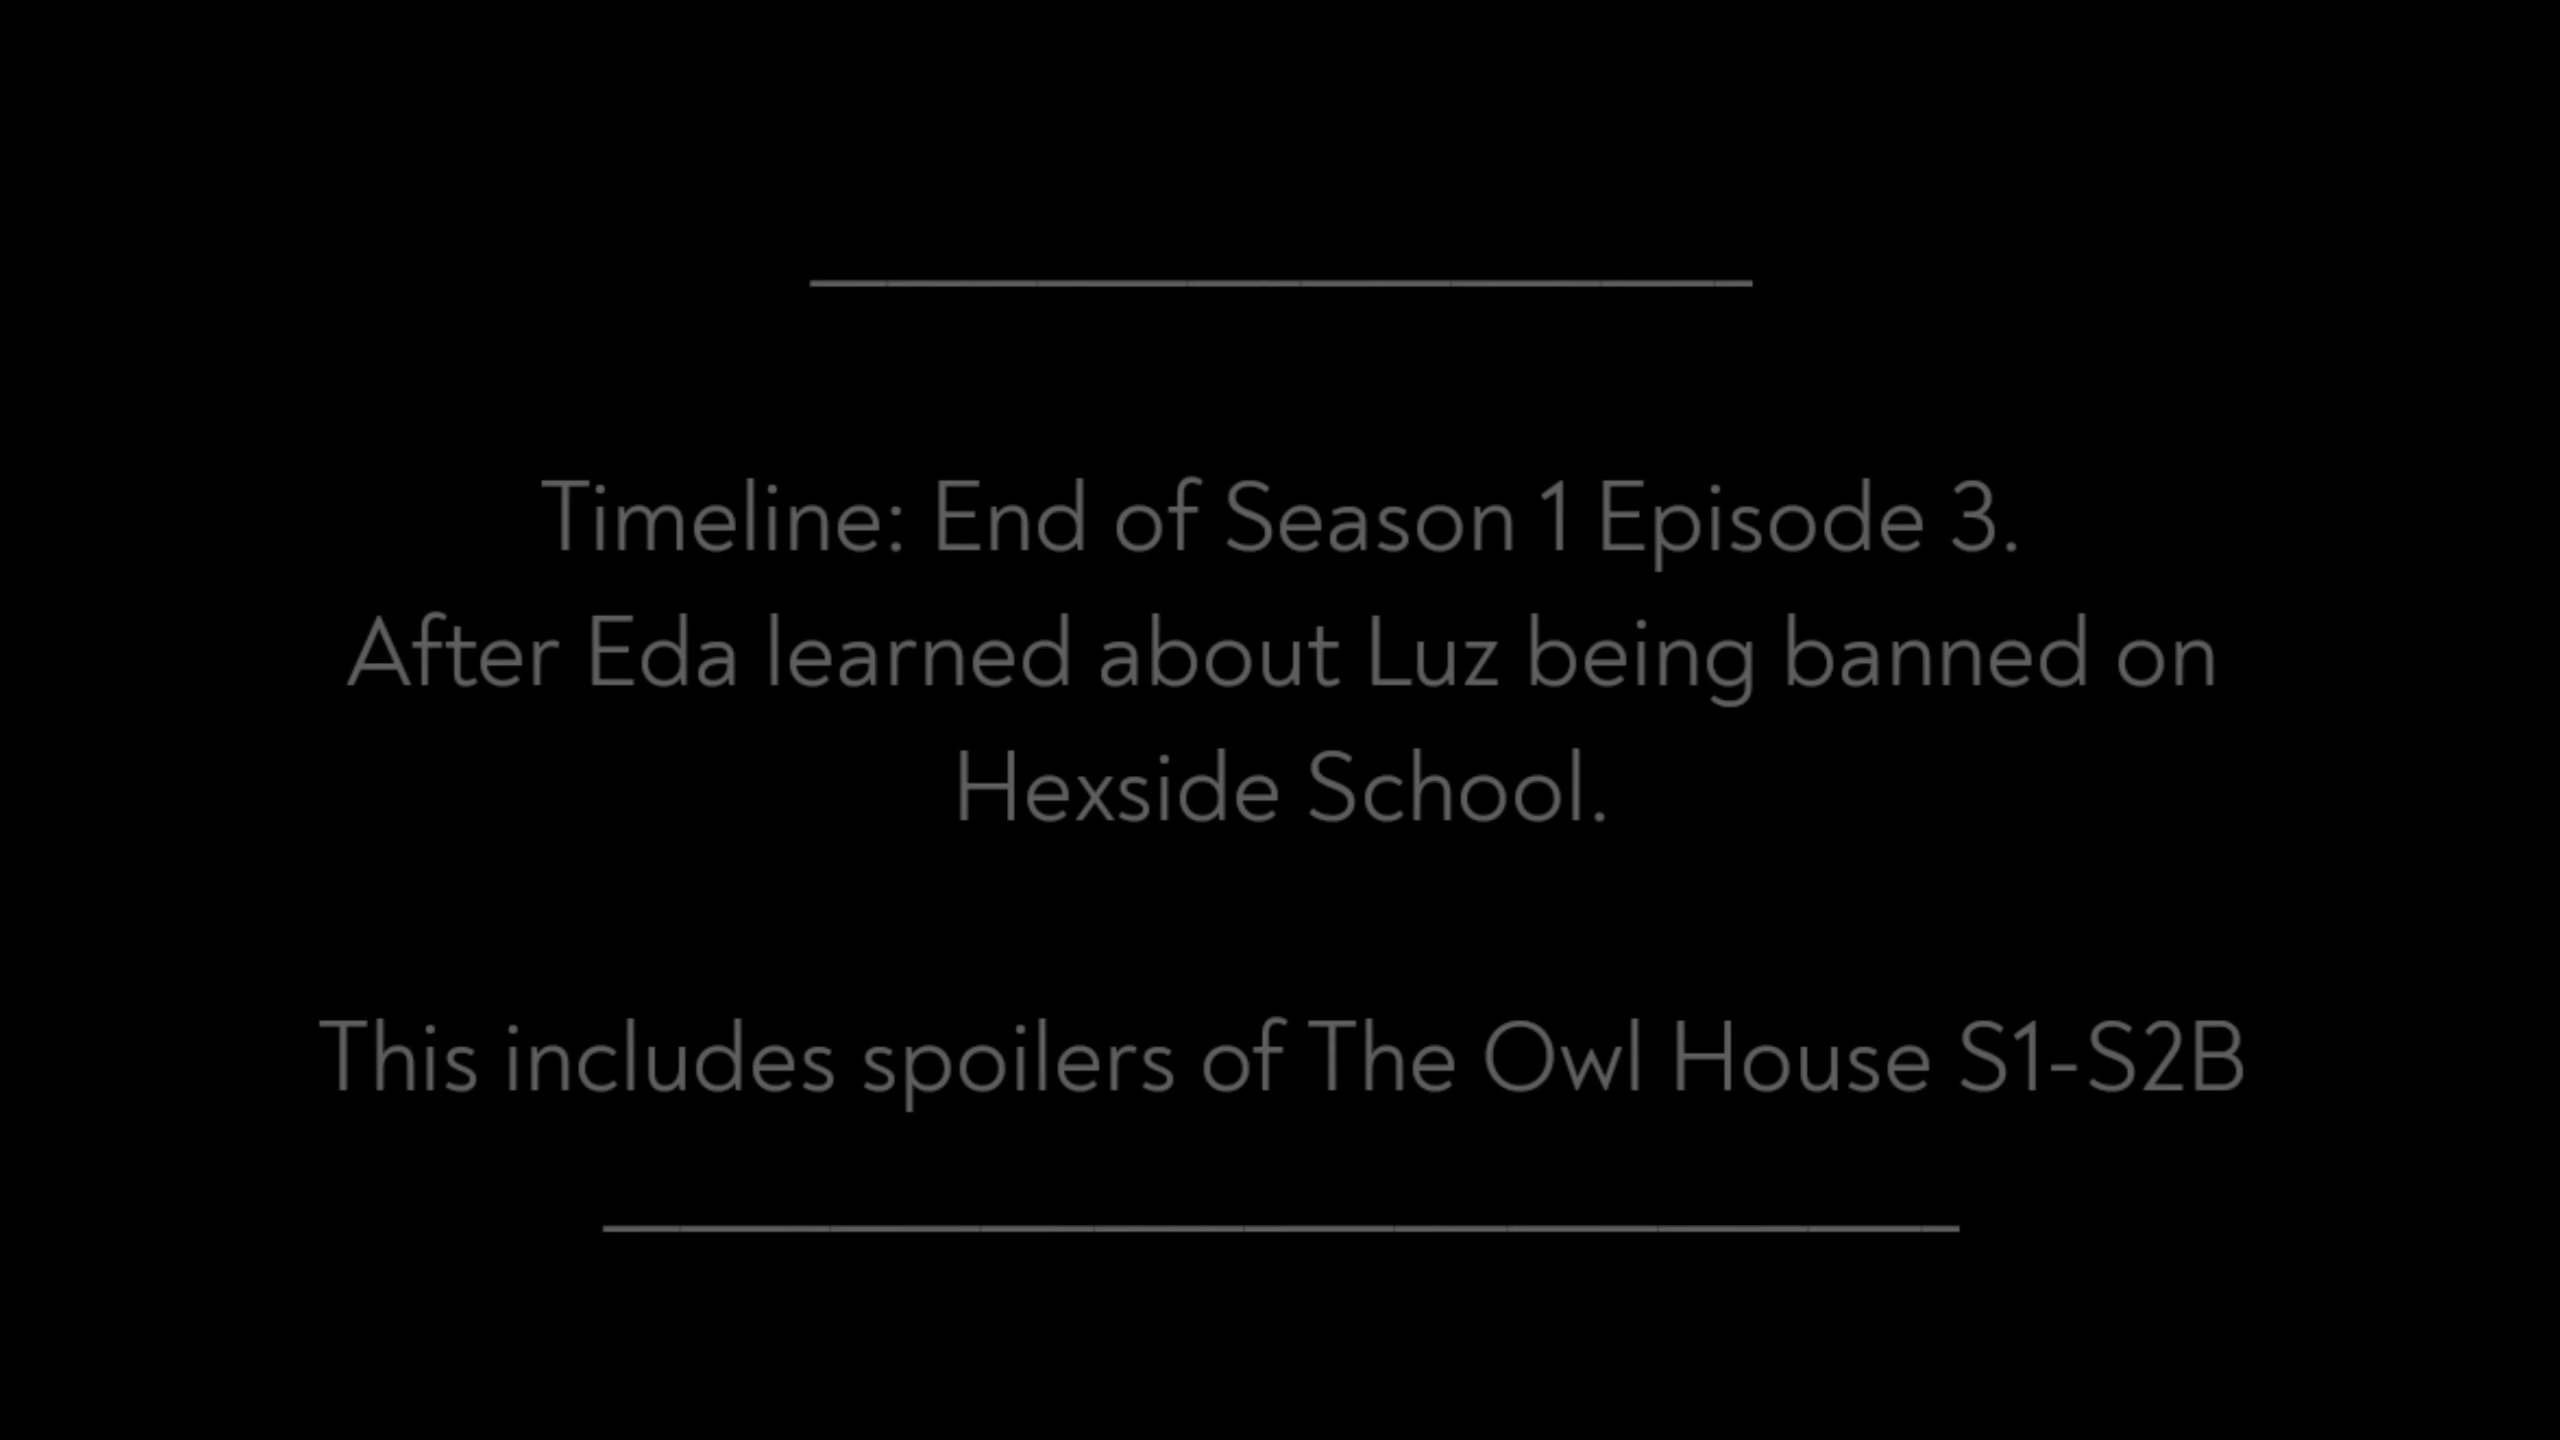 Timeline: End of Season 1 Episode 3.
After Eda learned about Luz being banned on
Hexside School.
This includes spoilers of The Owl House S1-S2B